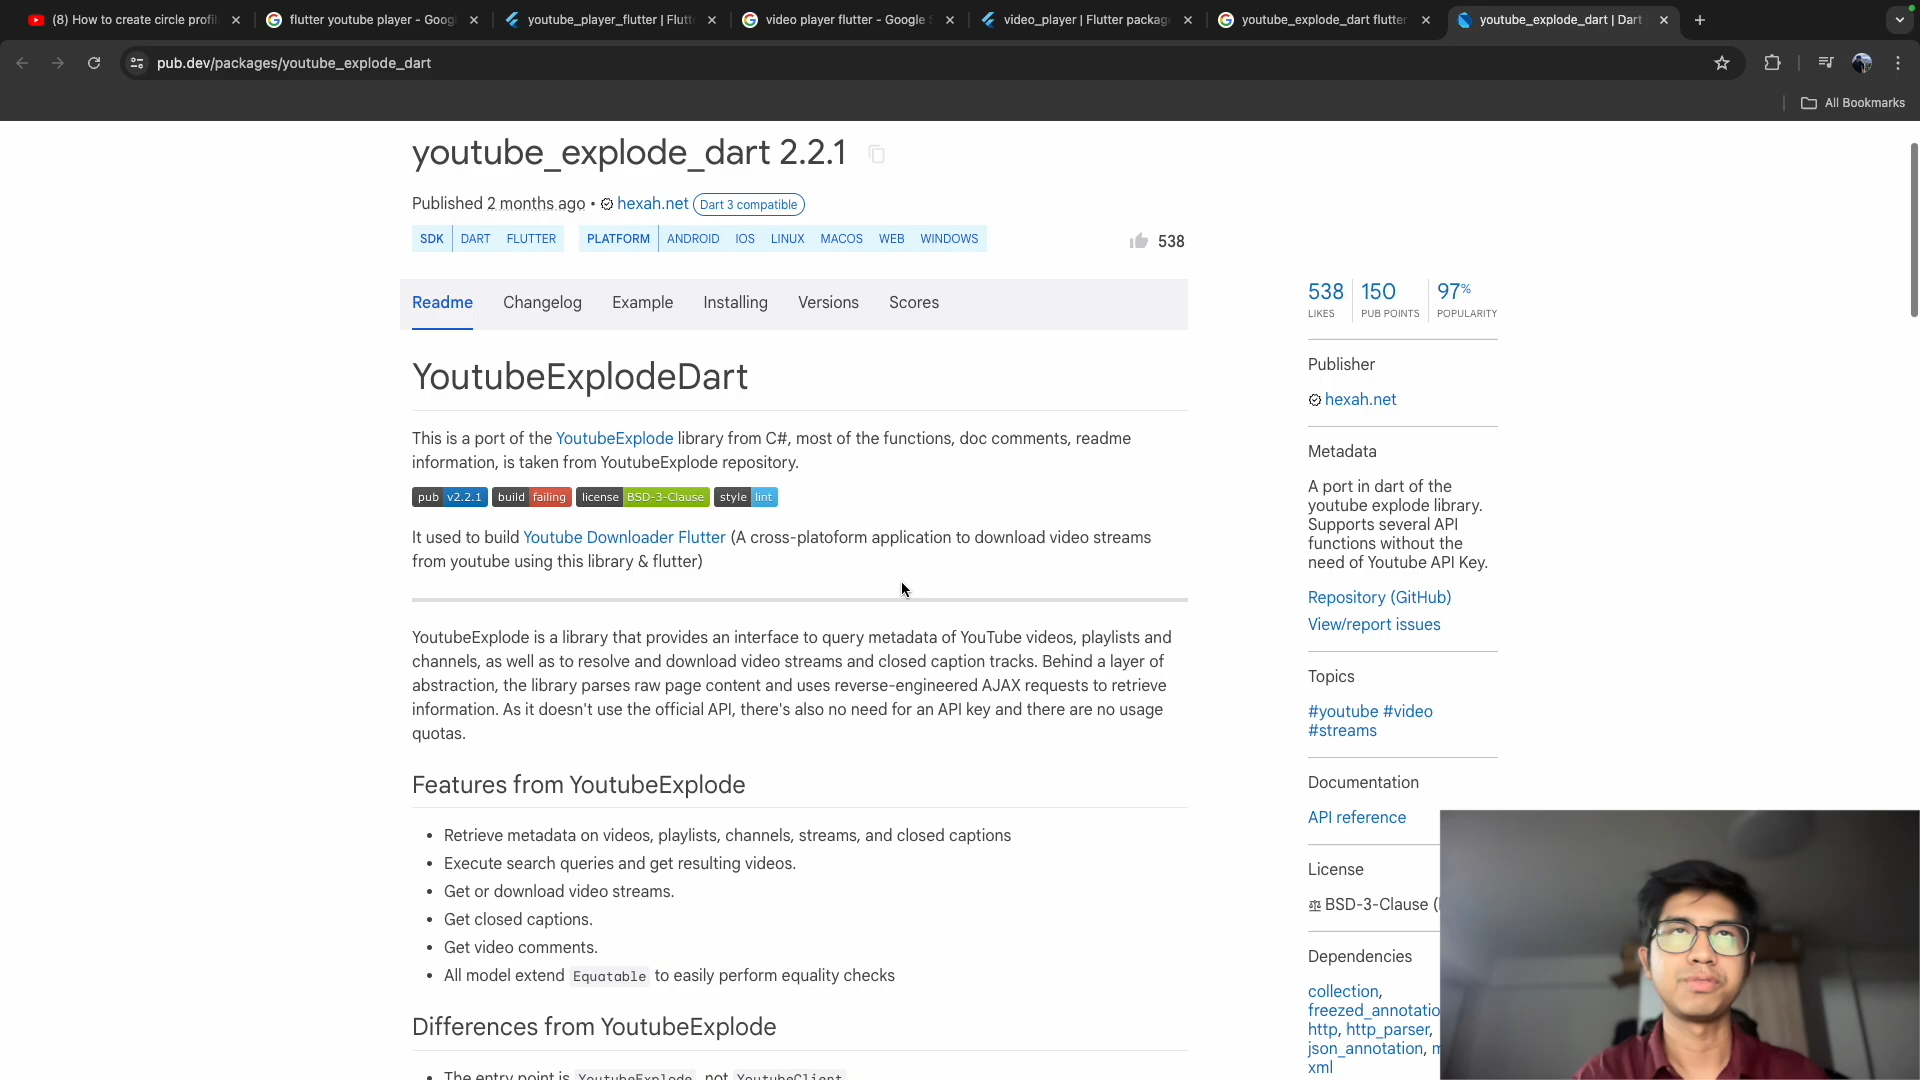 (8) How to create circle profil
flutter youtube player - Goog
youtube_player_flutter | Flutt
video player flutter - Google S
video_player | Flutter packag
youtube_explode_dart flutter
youtube_explode_dart | Dart
pub.dev/packages/youtube_explode_dart
All Bookmarks
youtube_explode_dart 2.2.1
Published 2 months ago • hexah.net Dart 3 compatible
SDK DART FLUTTER PLATFORM ANDROID IOS LINUX MACOS WEB WINDOWS
538
Readme Changelog Example Installing Versions Scores
YoutubeExplodeDart
This is a port of the YoutubeExplode library from C#, most of the functions, doc comments, readme
information, is taken from YoutubeExplode repository.
pub v2.2.1 build failing license BSD-3-Clause style lint
It used to build Youtube Downloader Flutter (A cross-platoform application to download video streams
from youtube using this library & flutter)
YoutubeExplode is a library that provides an interface to query metadata of YouTube videos, playlists and
channels, as well as to resolve and download video streams and closed caption tracks. Behind a layer of
abstraction, the library parses raw page content and uses reverse-engineered AJAX requests to retrieve
information. As it doesn't use the official API, there's also no need for an API key and there are no usage
quotas.
Features from YoutubeExplode
• Retrieve metadata on videos, playlists, channels, streams, and closed captions
• Execute search queries and get resulting videos.
• Get or download video streams.
• Get closed captions.
• Get video comments.
• All model extend Equatable to easily perform equality checks
Differences from YoutubeExplode
• The entry point is YoutubeExplode, not YoutubeClient
538 150 97%
LIKES PUB POINTS POPULARITY
Publisher
hexah.net
Metadata
A port in dart of the
youtube explode library.
Supports several API
functions without the
need of Youtube API Key.
Repository (GitHub)
View/report issues
Topics
#youtube #video
#streams
Documentation
API reference
License
BSD-3-Clause (
Dependencies
collection,
freezed_annotatio
http, http_parser,
json_annotation, m
xml